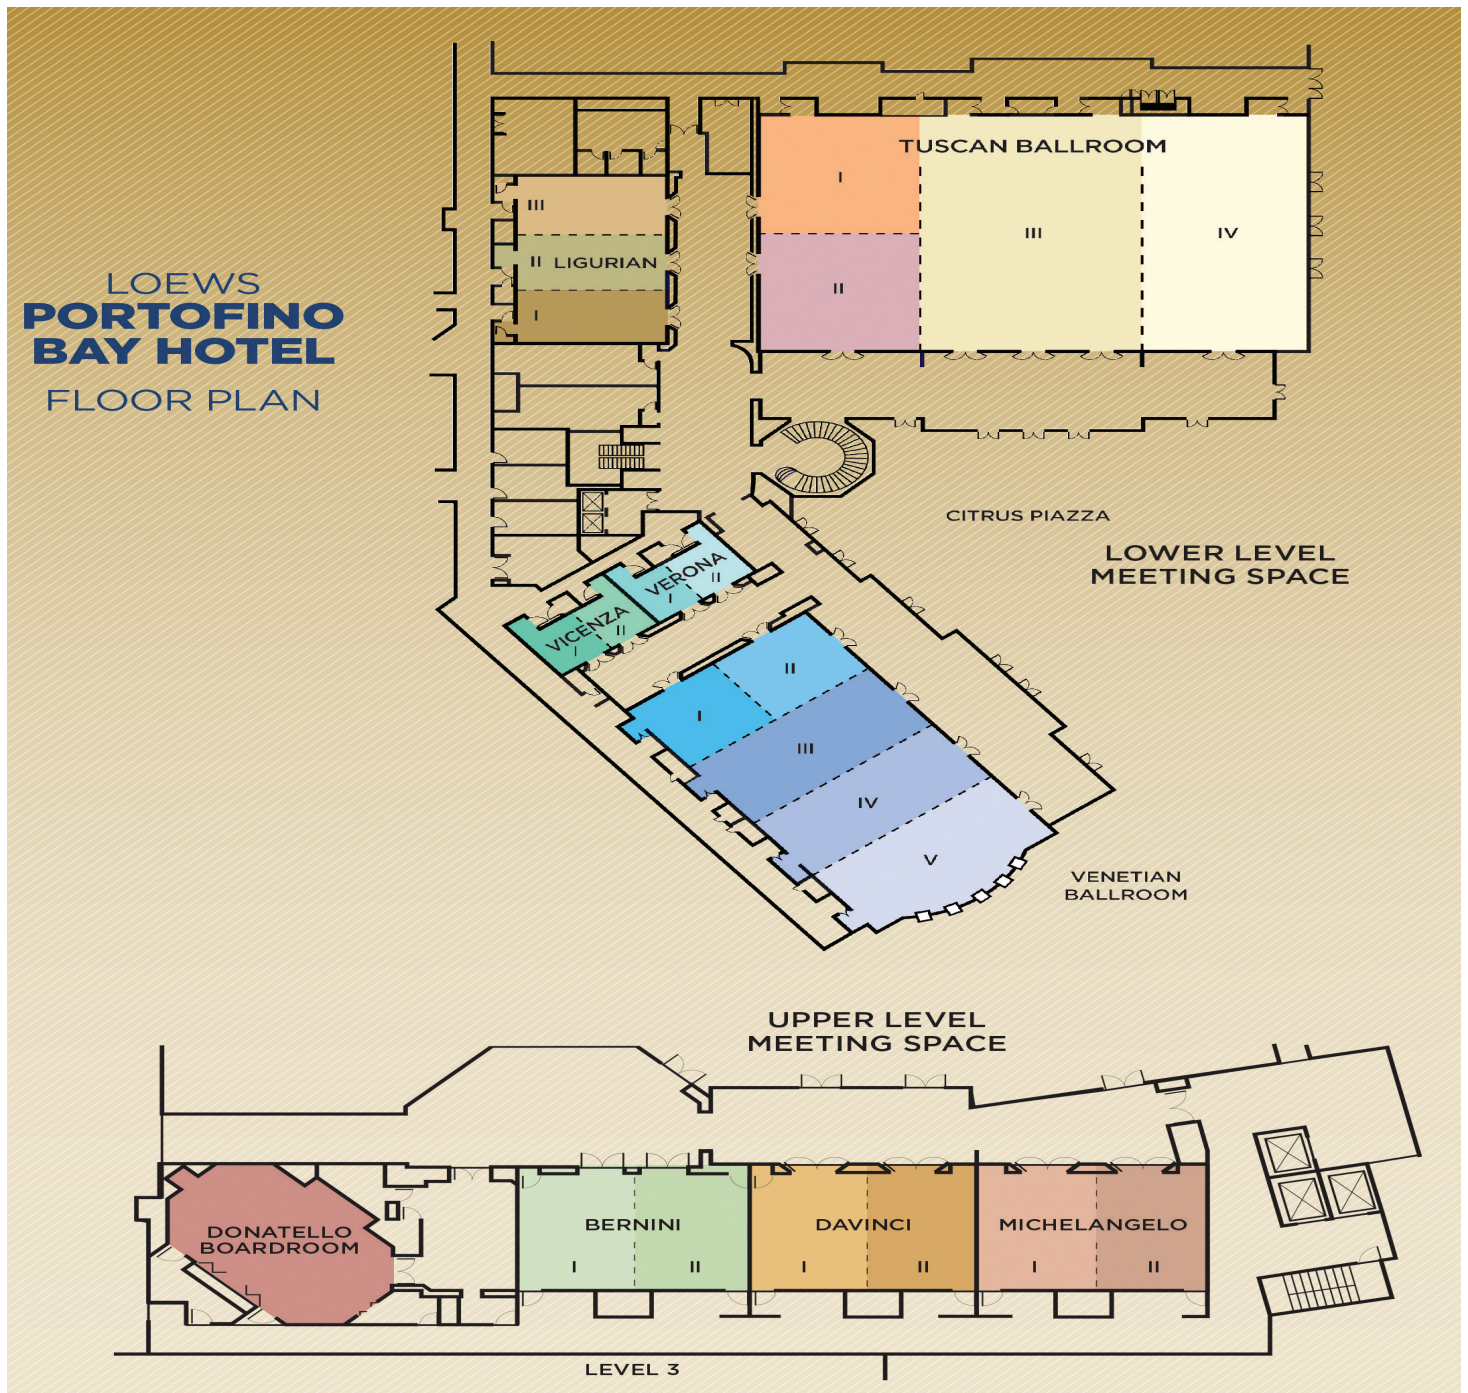 LOEWS
PORTOFINO
BAY HOTEL
FLOOR PLAN
TUSCAN BALLROOM
I
II
III
IV
III
II LIGURIAN
I
CITRUS PIAZZA
LOWER LEVEL
MEETING SPACE
VERONA
I
II
VICENZA
I
I
II
I
II
III
IV
V
VENETIAN
BALLROOM
UPPER LEVEL
MEETING SPACE
DONATELLO
BOARDROOM
BERNINI
I
II
DAVINCI
I
II
MICHELANGELO
I
II
LEVEL 3